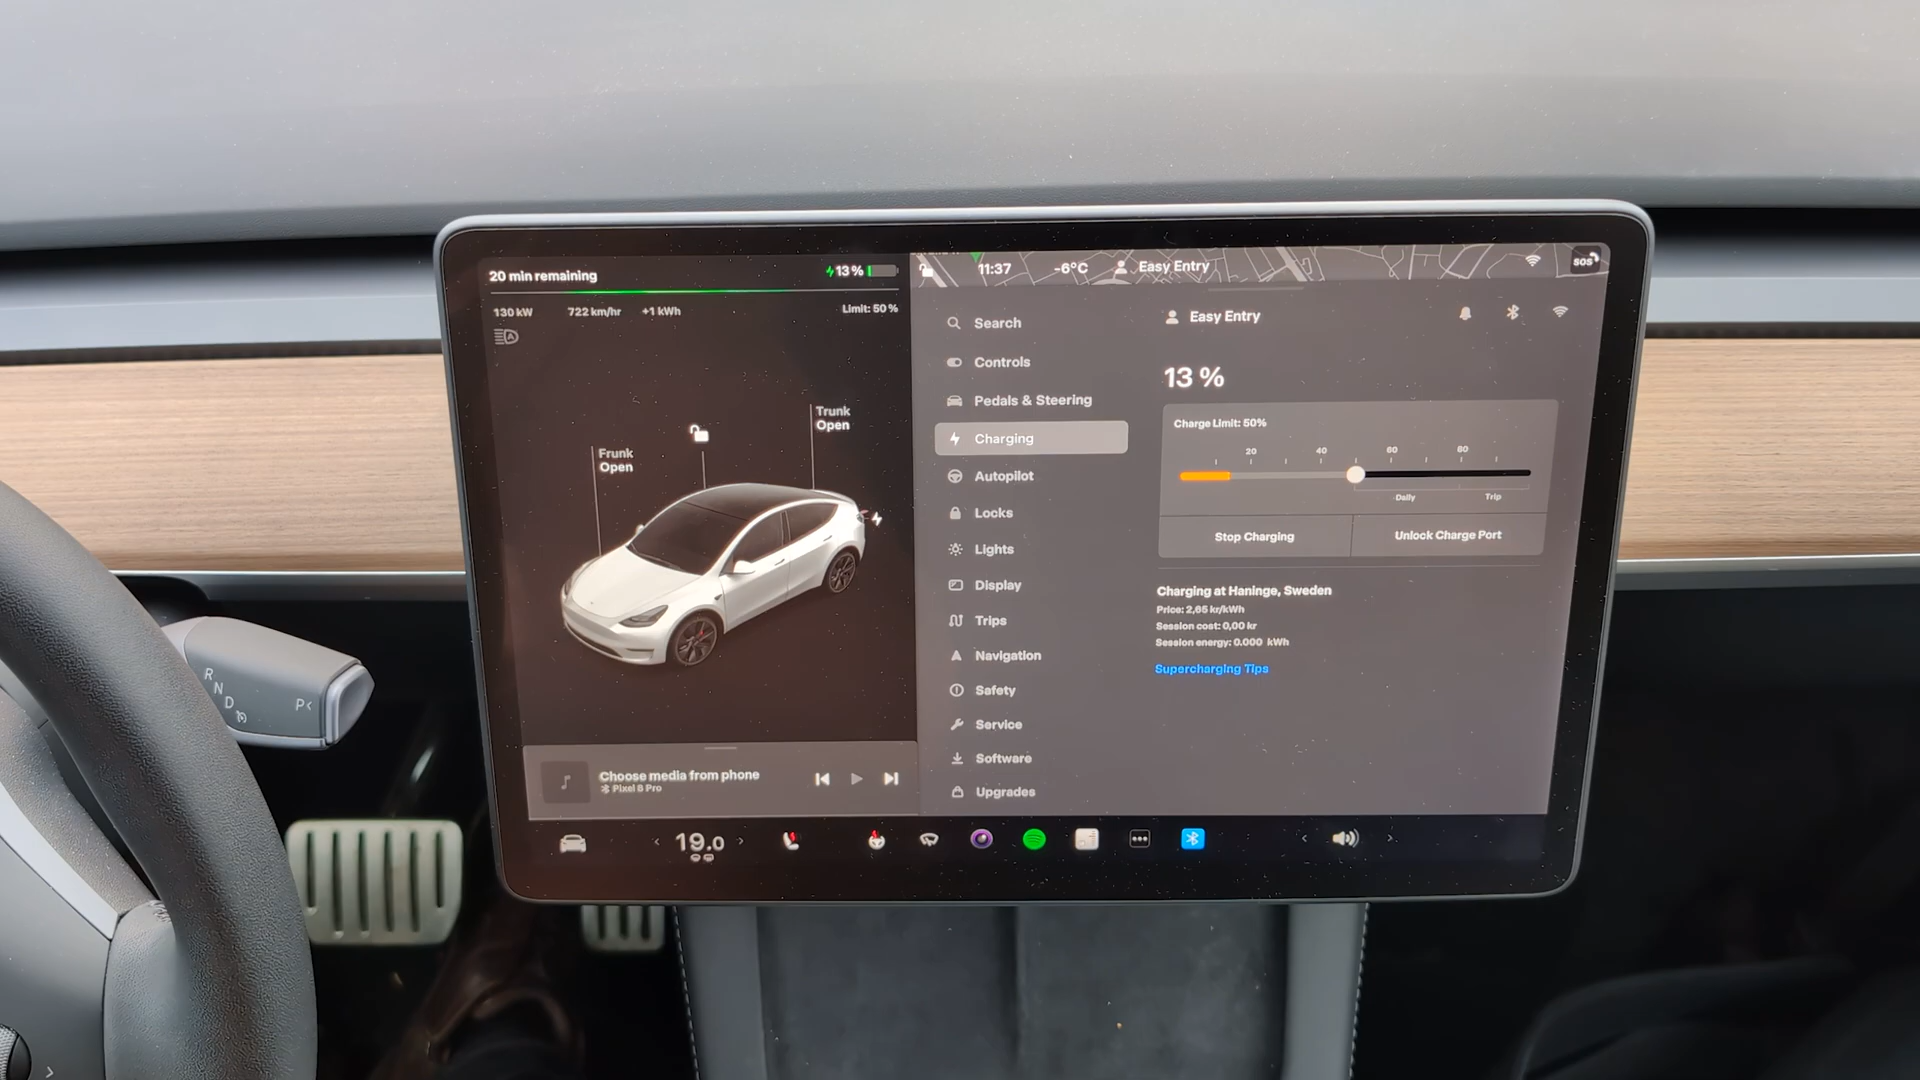 20 min remaining
13 %
130 kW 722 km/hr +1 kWh
Limit: 50 %
Trunk
Open
Frunk
Open
Choose media from phone
Pixel 8 Pro
11:37 -6°C Easy Entry
SOS
Search
Controls
Pedals & Steering
Charging
Autopilot
Locks
Lights
Display
Trips
Navigation
Safety
Service
Software
Upgrades
Easy Entry
13 %
Charge Limit: 50%
20 40 60 80
Daily Trip
Stop Charging Unlock Charge Port
Charging at Haninge, Sweden
Price: 2,65 kr/kWh
Session cost: 0,00 kr
Session energy: 0.000 kWh
Supercharging Tips
19.0
R
N
D
P